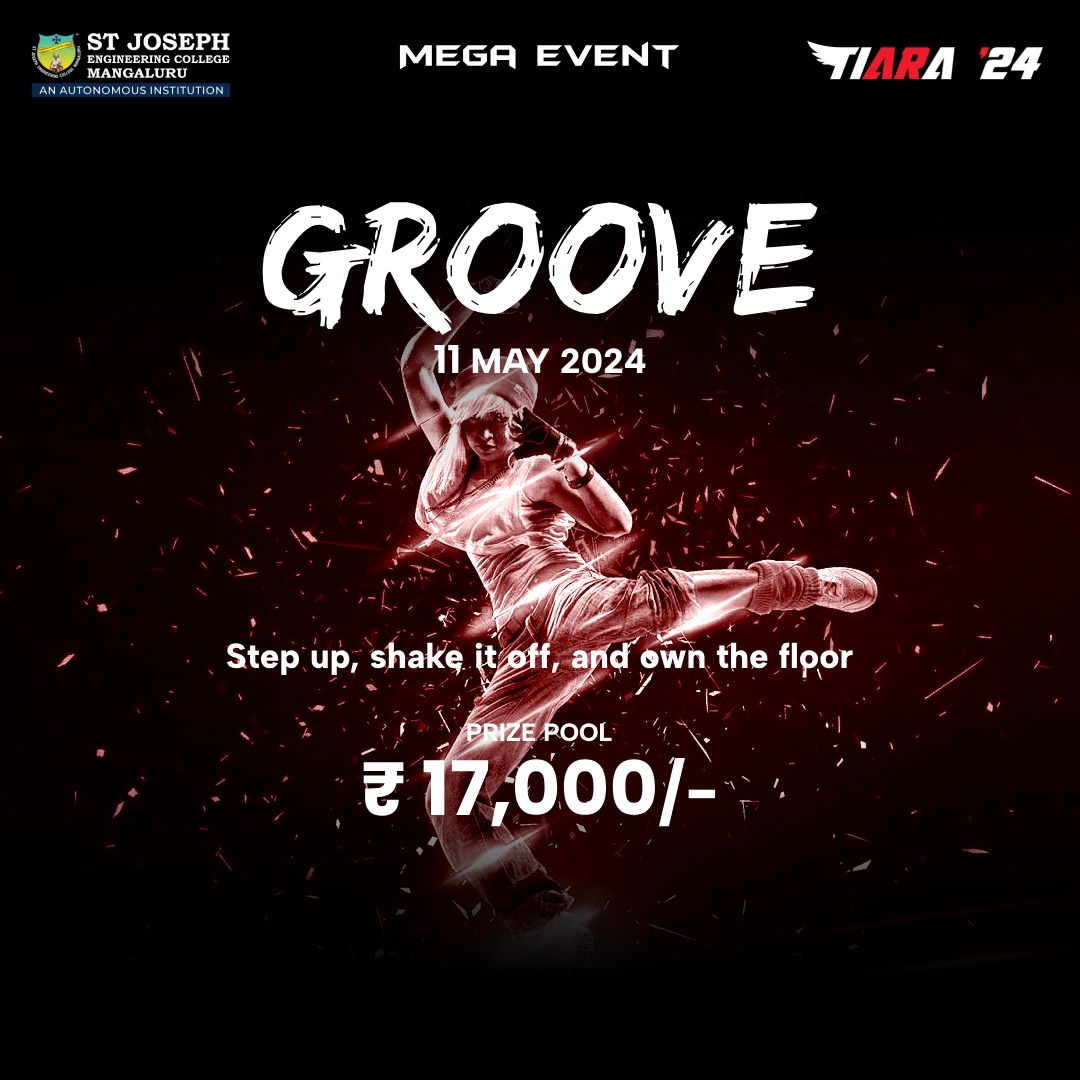 ST JOSEPH
ENGINEERING COLLEGE
MANGALURU
AN AUTONOMOUS INSTITUTION
MEGA EVENT
TIARA '24
GROOVE
11 MAY 2024
Step up, shake it off, and own the floor
PRIZE POOL
₹ 17,000/-